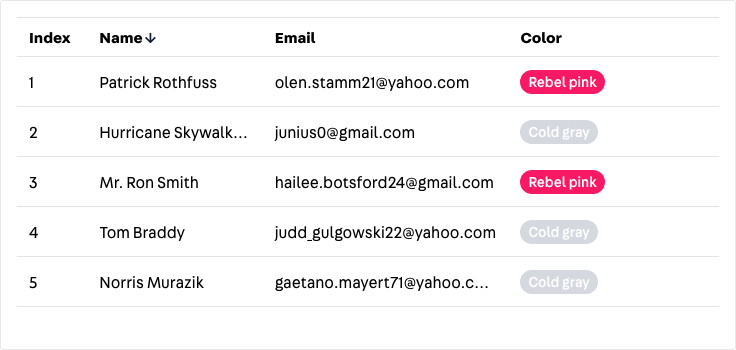 Index Name↓ Email Color
1 Patrick Rothfuss olen.stamm21@yahoo.com Rebel pink
2 Hurricane Skywalk... junius0@gmail.com Cold gray
3 Mr. Ron Smith hailee.botsford24@gmail.com Rebel pink
4 Tom Braddy judd_gulgowski22@yahoo.com Cold gray
5 Norris Murazik gaetano.mayert71@yahoo.c... Cold gray